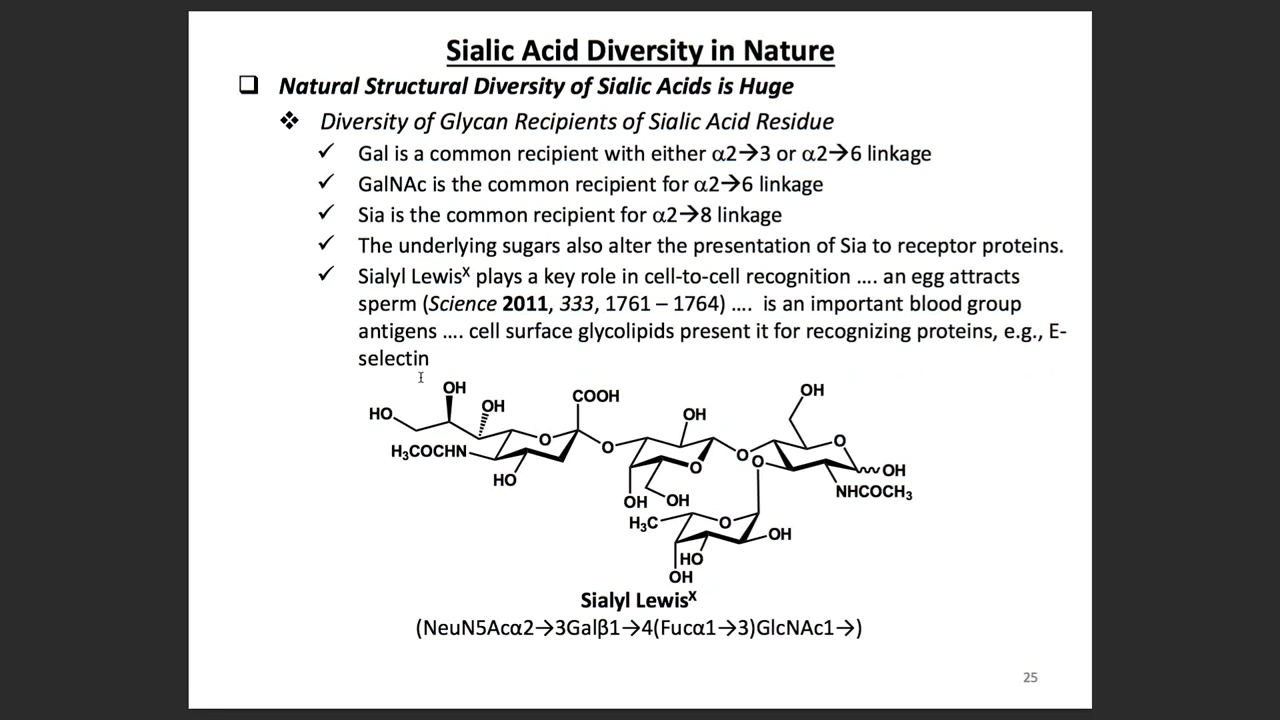 Sialic Acid Diversity in Nature
❑ Natural Structural Diversity of Sialic Acids is Huge
❖ Diversity of Glycan Recipients of Sialic Acid Residue
✓ Gal is a common recipient with either α2→3 or α2→6 linkage
✓ GalNAc is the common recipient for α2→6 linkage
✓ Sia is the common recipient for α2→8 linkage
✓ The underlying sugars also alter the presentation of Sia to receptor proteins.
✓ Sialyl Lewisˣ plays a key role in cell-to-cell recognition .... an egg attracts
sperm (Science 2011, 333, 1761 – 1764) .... is an important blood group
antigens .... cell surface glycolipids present it for recognizing proteins, e.g., E-
selectin
OH
COOH
OH
HO
OH
OH
O
O
O
H₃COCHN
O
O
OH
HO
O
NHCOCH₃
OH
OH
H₃C
O
OH
HO
OH
Sialyl Lewisˣ
(NeuN5Acα2→3Galβ1→4(Fucα1→3)GlcNAc1→)
25